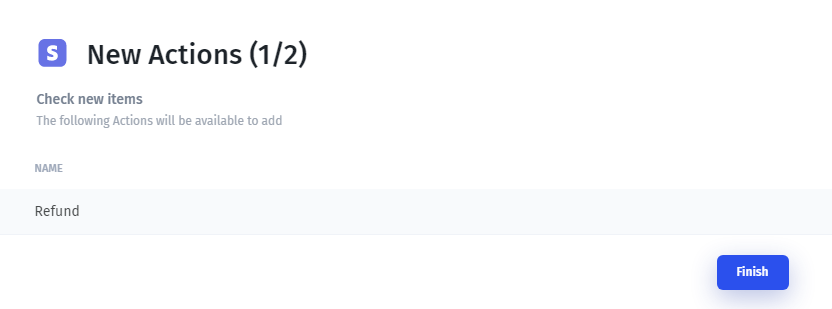 S
New Actions (1/2)
Check new items
The following Actions will be available to add
NAME
Refund
Finish